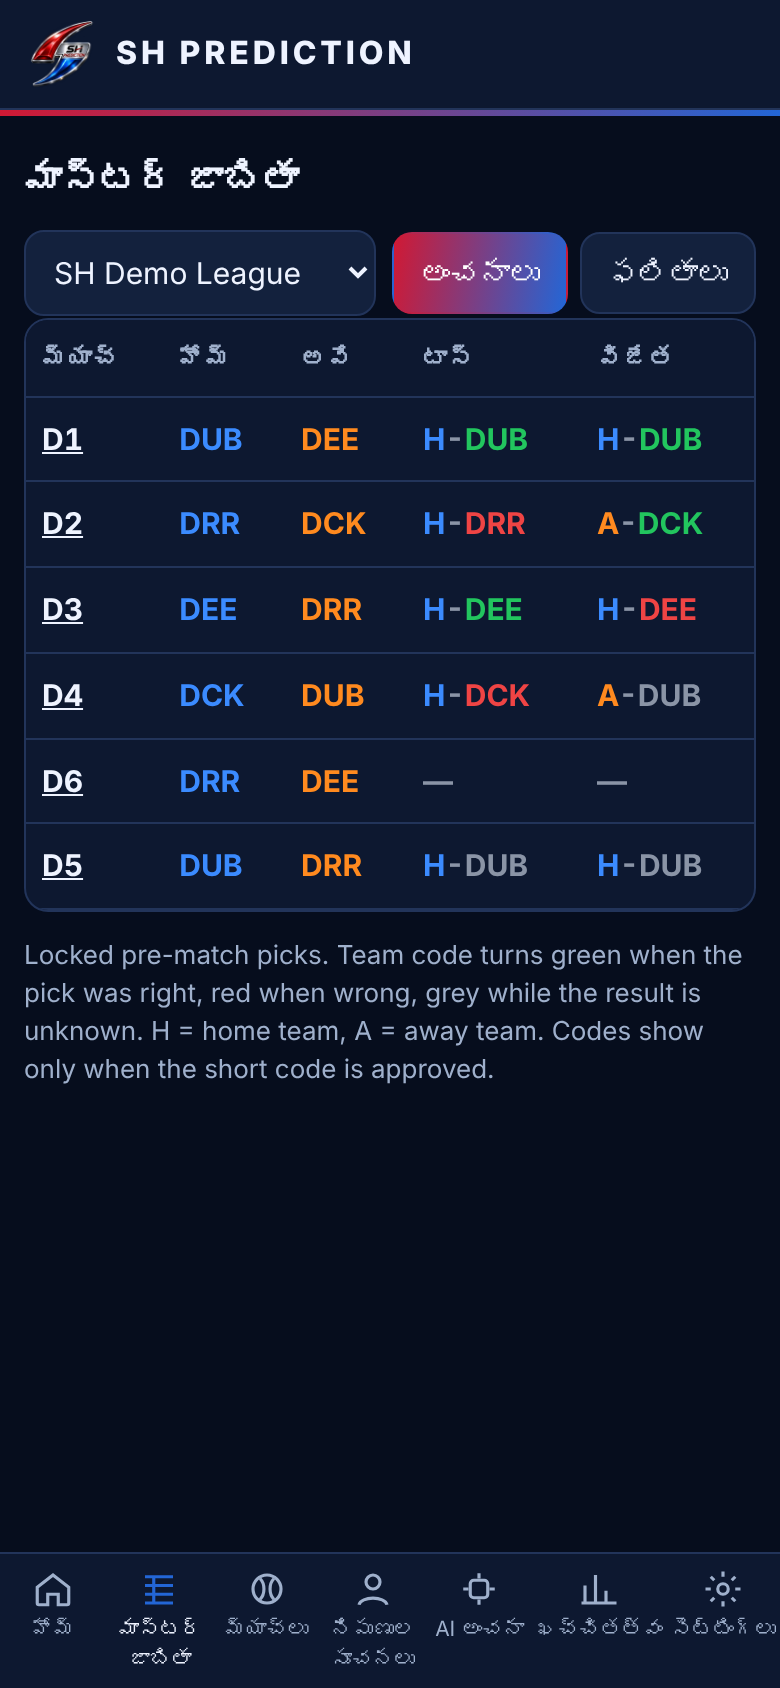 SH PREDICTION
మాస్టర్ జాబితా
SH Demo League
అంచనాలు
ఫలితాలు
మ్యాచ్ హోమ్ అవే టాస్ విజేత
D1 DUB DEE H-DUB H-DUB
D2 DRR DCK H-DRR A-DCK
D3 DEE DRR H-DEE H-DEE
D4 DCK DUB H-DCK A-DUB
D6 DRR DEE — —
D5 DUB DRR H-DUB H-DUB
Locked pre-match picks. Team code turns green when the
pick was right, red when wrong, grey while the result is
unknown. H = home team, A = away team. Codes show
only when the short code is approved.
హోమ్
మాస్టర్
జాబితా
మ్యాచ్‌లు
నిపుణుల
సూచనలు
AI అంచనా
ఖచ్చితత్వం
సెట్టింగ్‌లు